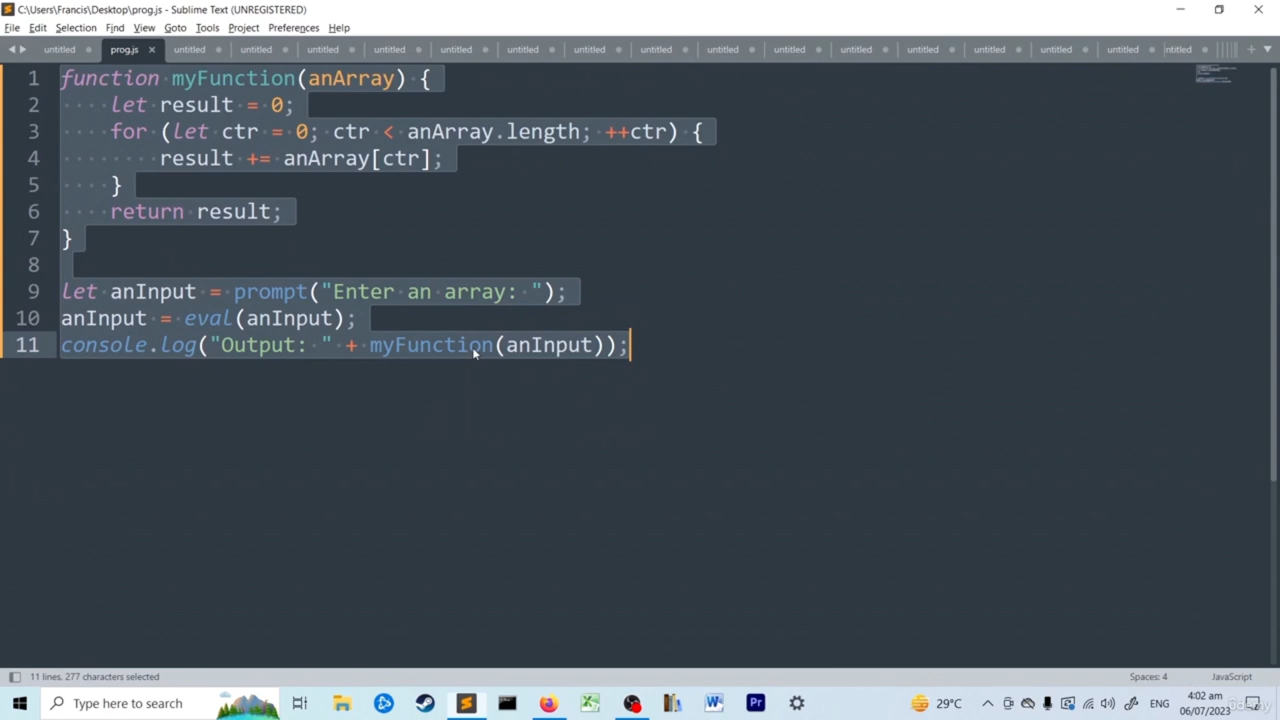 C:\Users\Francis\Desktop\prog.js - Sublime Text (UNREGISTERED)
File Edit Selection Find View Goto Tools Project Preferences Help
untitled prog.js untitled untitled untitled untitled untitled untitled untitled untitled untitled untitled untitled untitled untitled untitled untitled ntitled
1 function myFunction(anArray) {
2 let result = 0;
3 for (let ctr = 0; ctr < anArray.length; ++ctr) {
4 result += anArray[ctr];
5 }
6 return result;
7 }
8
9 let anInput = prompt("Enter an array: ");
10 anInput = eval(anInput);
11 console.log("Output: " + myFunction(anInput));
11 lines, 277 characters selected Spaces: 4 JavaScript
Type here to search 29°C ENG 4:02 am
06/07/2023